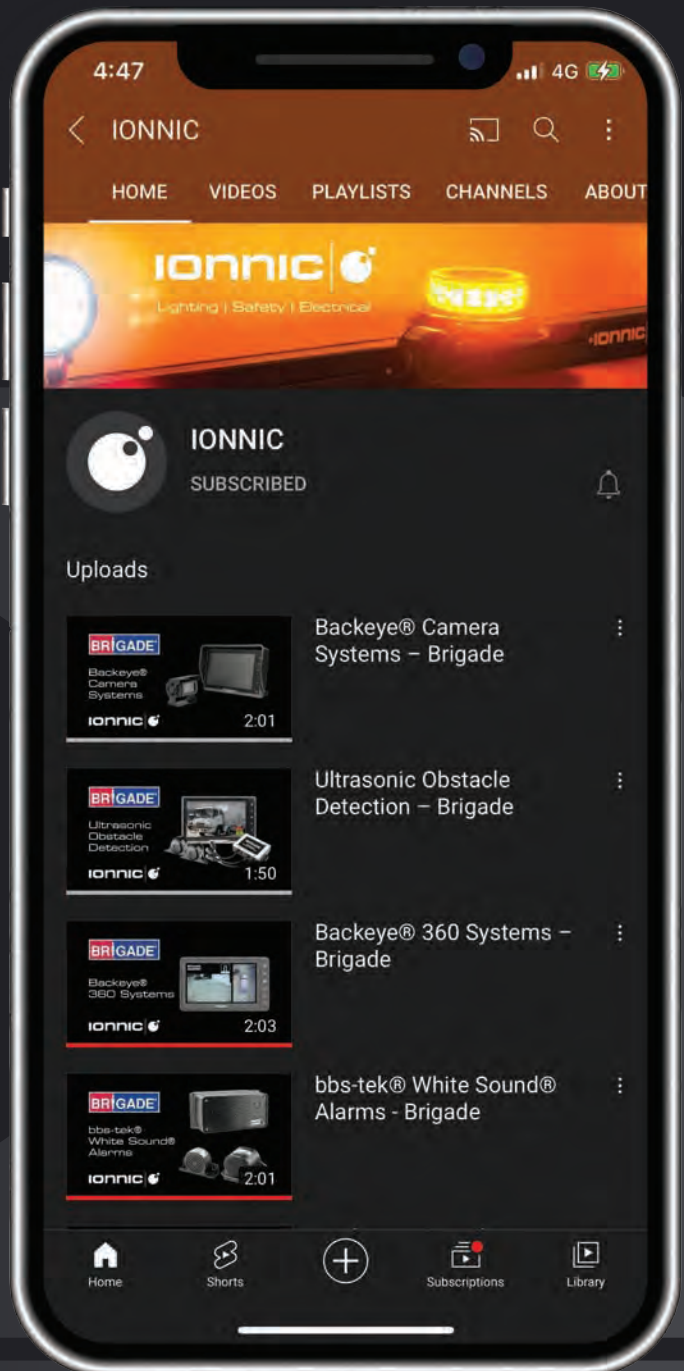 4:47
4G
IONNIC
HOME VIDEOS PLAYLISTS CHANNELS ABOUT
IONNIC
Lighting | Safety | Electrical
IONNIC
IONNIC
SUBSCRIBED
Uploads
BRIGADE
Backeye®
Camera
Systems
IONNIC
2:01
Backeye® Camera
Systems – Brigade
BRIGADE
Ultrasonic
Obstacle
Detection
IONNIC
1:50
Ultrasonic Obstacle
Detection – Brigade
BRIGADE
Backeye®
360 Systems
IONNIC
2:03
Backeye® 360 Systems –
Brigade
BRIGADE
bbs-tek®
White Sound®
Alarms
IONNIC
2:01
bbs-tek® White Sound®
Alarms - Brigade
Home
Shorts
Subscriptions
Library